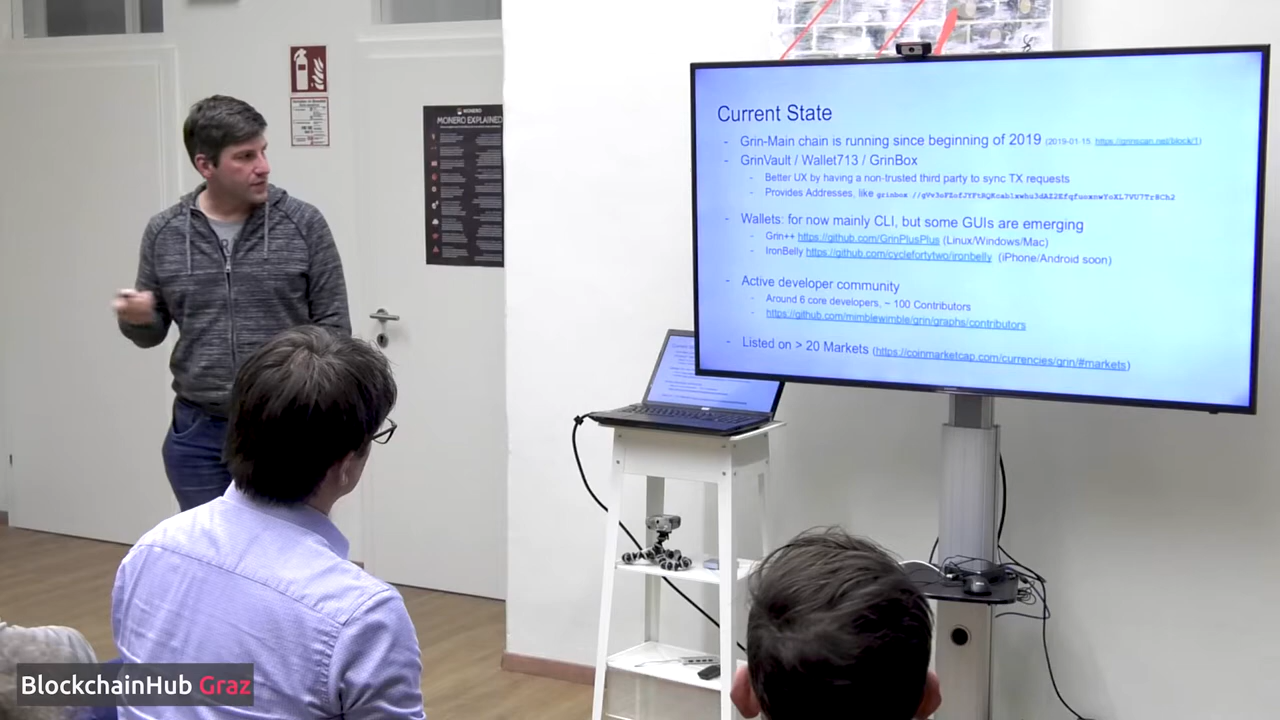 MONERO
MONERO EXPLAINED
Current State
- Grin-Main chain is running since beginning of 2019 (2019-01-15 https://grinscan.net/block/1)
- GrinVault / Wallet713 / GrinBox
- Better UX by having a non-trusted third party to sync TX requests
- Provides Addresses, like
- Wallets: for now mainly CLI, but some GUIs are emerging
- Grin++ https://github.com/GrinPlusPlus (Linux/Windows/Mac)
- IronBelly https://github.com/cyclefortytwo/ironbelly (iPhone/Android soon)
- Active developer community
- Around 6 core developers, ~ 100 Contributors
- https://github.com/mimblewimble/grin/graphs/contributors
- Listed on > 20 Markets (https://coinmarketcap.com/currencies/grin/#markets)
BlockchainHub Graz